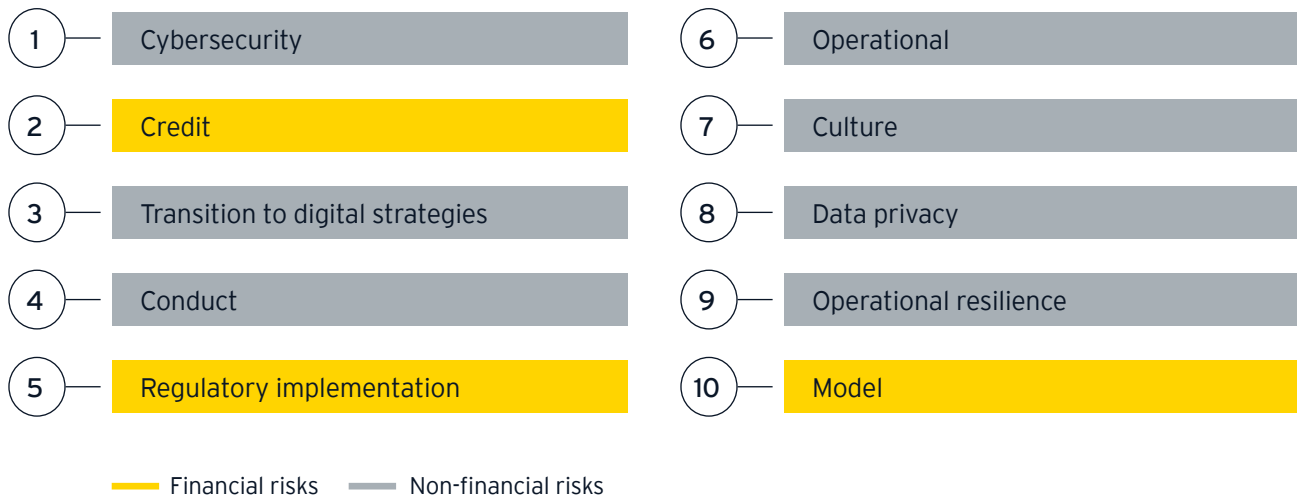 1
Cybersecurity
2
Credit
3
Transition to digital strategies
4
Conduct
5
Regulatory implementation
6
Operational
7
Culture
8
Data privacy
9
Operational resilience
10
Model
Financial risks
Non-financial risks